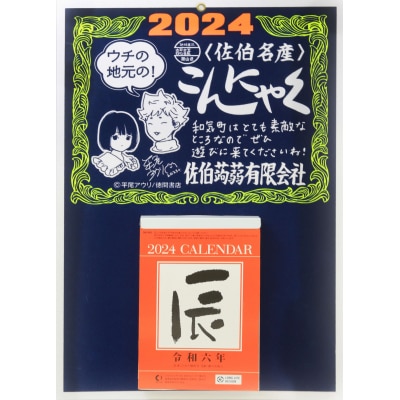 2024
〈佐伯名産〉
こんにゃく
ウチの
地元の！
和気町はとても素敵な
ところなのでぜひ
遊びに来てくださいね！
佐伯蒟蒻有限会社
©平尾アウリ/徳間書店
2024 CALENDAR
辰
令和六年